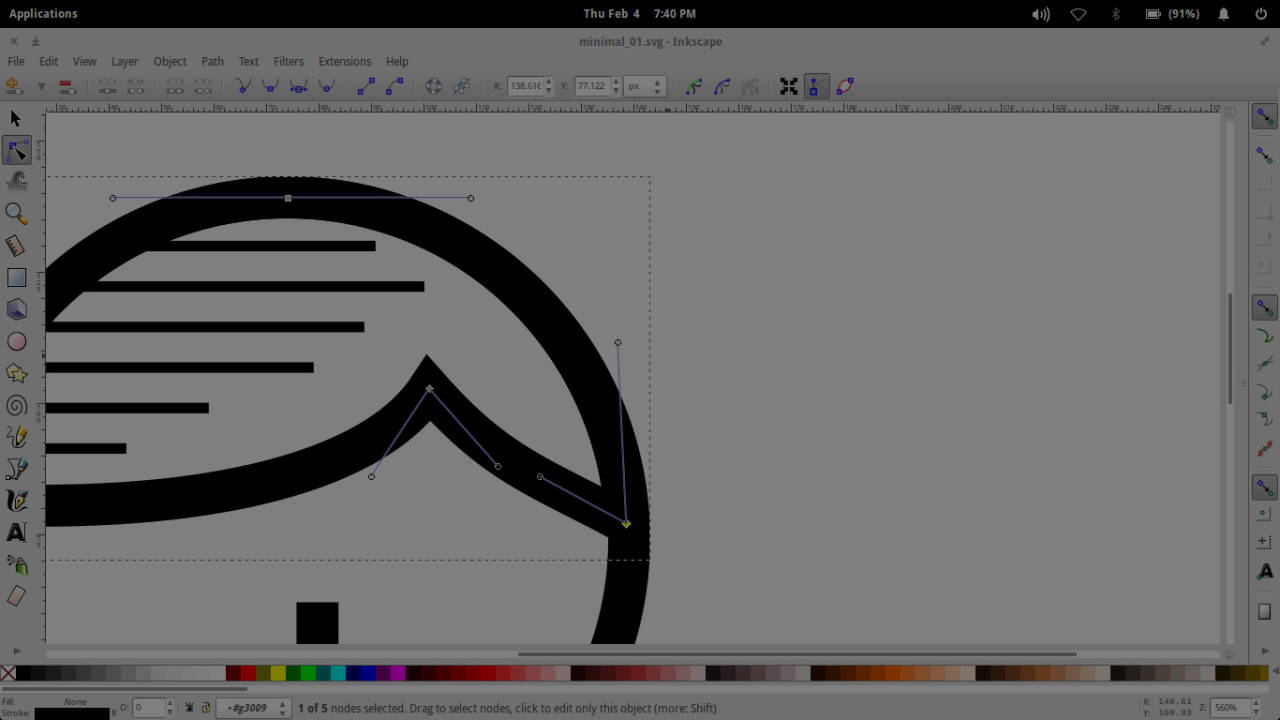 Applications
Thu Feb 4 7:40 PM
(91%)
minimal_01.svg - Inkscape
File Edit View Layer Object Path Text Filters Extensions Help
X: 138.616 Y: 77.122 px
Fill: None
Stroke:
O: 0
#g3009
1 of 5 nodes selected. Drag to select nodes, click to edit only this object (more: Shift)
X: 146.61
Y: 108.93
Z: 560%